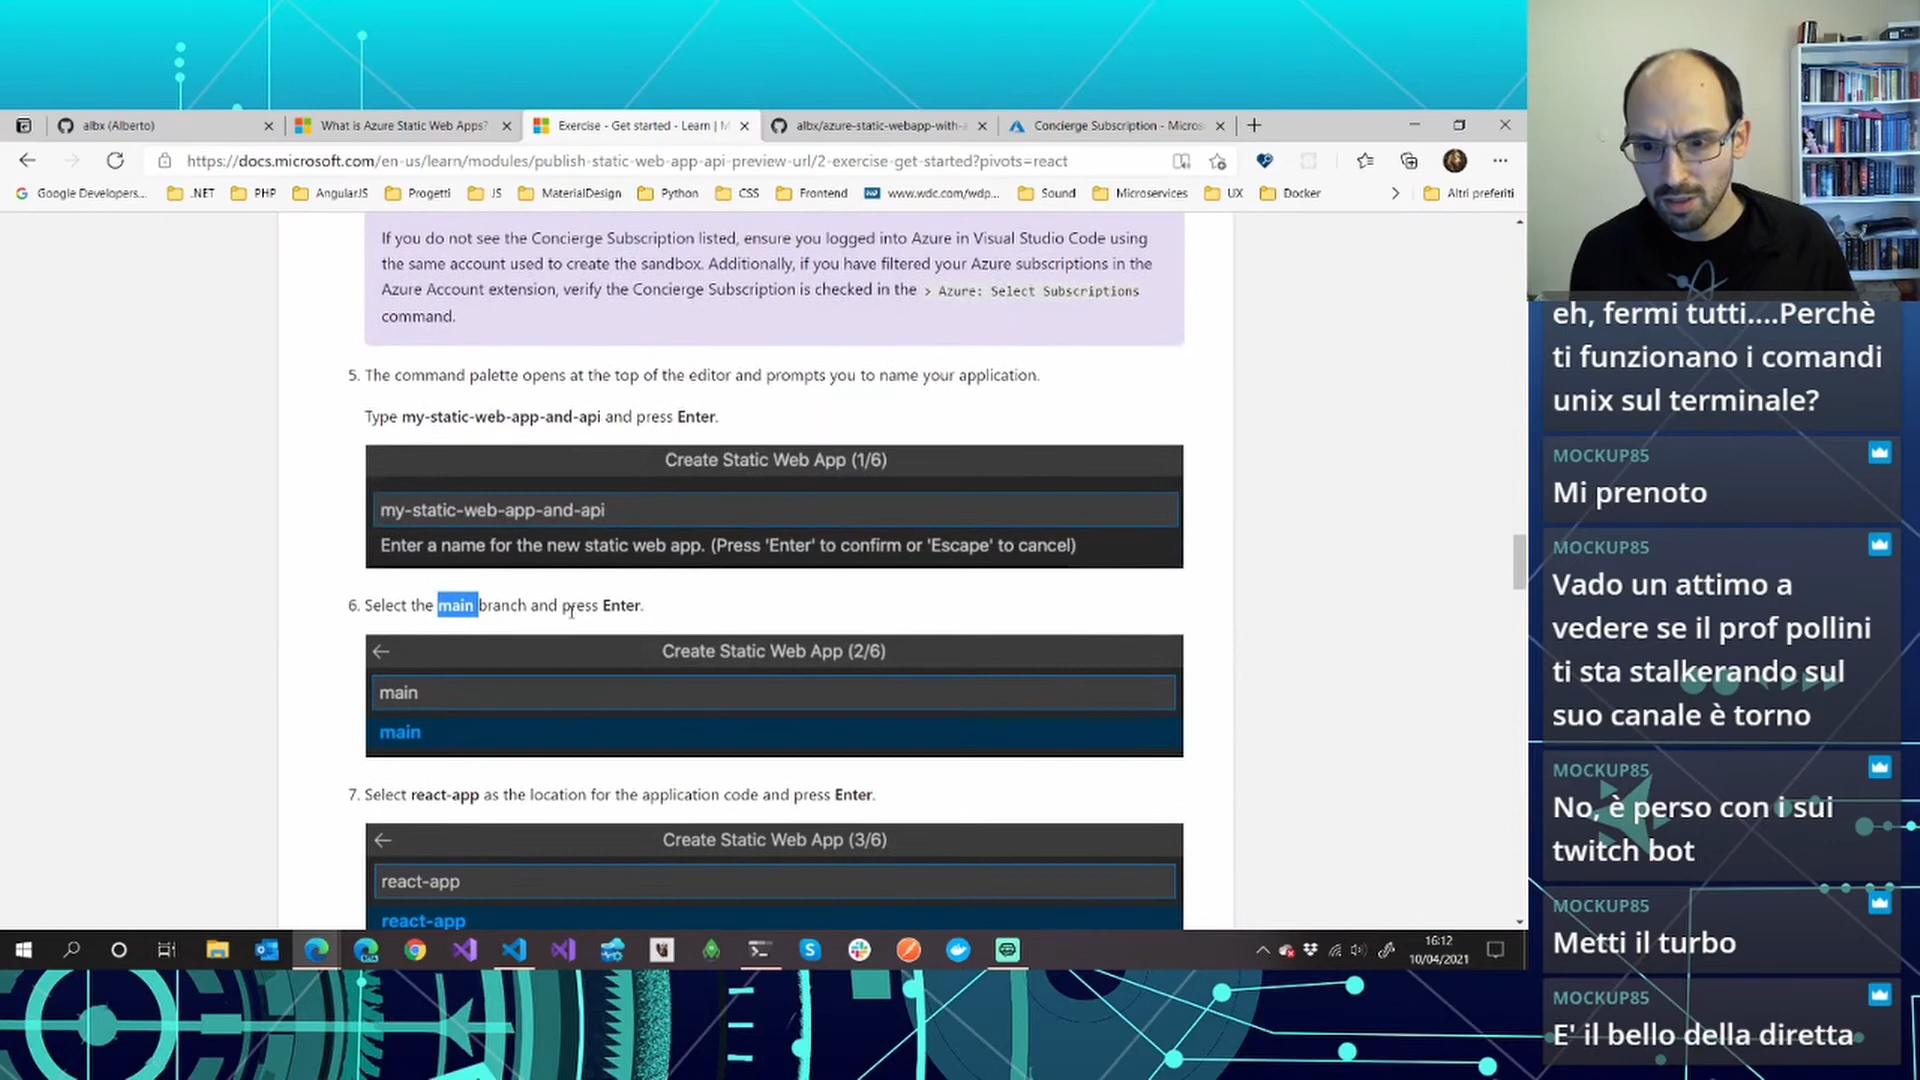 albx (Alberto)
What is Azure Static Web Apps?
Exercise - Get started - Learn | M
albx/azure-static-webapp-with-a
Concierge Subscription - Micros
https://docs.microsoft.com/en-us/learn/modules/publish-static-web-app-api-preview-url/2-exercise-get-started?pivots=react
Google Developers...
.NET
PHP
AngularJS
Progetti
JS
MaterialDesign
Python
CSS
Frontend
www.wdc.com/wdp...
Sound
Microservices
UX
Docker
Altri preferiti
If you do not see the Concierge Subscription listed, ensure you logged into Azure in Visual Studio Code using
the same account used to create the sandbox. Additionally, if you have filtered your Azure subscriptions in the
Azure Account extension, verify the Concierge Subscription is checked in the > Azure: Select Subscriptions
command.
5. The command palette opens at the top of the editor and prompts you to name your application.
Type my-static-web-app-and-api and press Enter.
Create Static Web App (1/6)
my-static-web-app-and-api
Enter a name for the new static web app. (Press 'Enter' to confirm or 'Escape' to cancel)
6. Select the main branch and press Enter.
Create Static Web App (2/6)
main
main
7. Select react-app as the location for the application code and press Enter.
Create Static Web App (3/6)
react-app
react-app
16:12
10/04/2021
eh, fermi tutti....Perchè
ti funzionano i comandi
unix sul terminale?
MOCKUP85
Mi prenoto
MOCKUP85
Vado un attimo a
vedere se il prof pollini
ti sta stalkerando sul
suo canale è torno
MOCKUP85
No, è perso con i sui
twitch bot
MOCKUP85
Metti il turbo
MOCKUP85
E' il bello della diretta